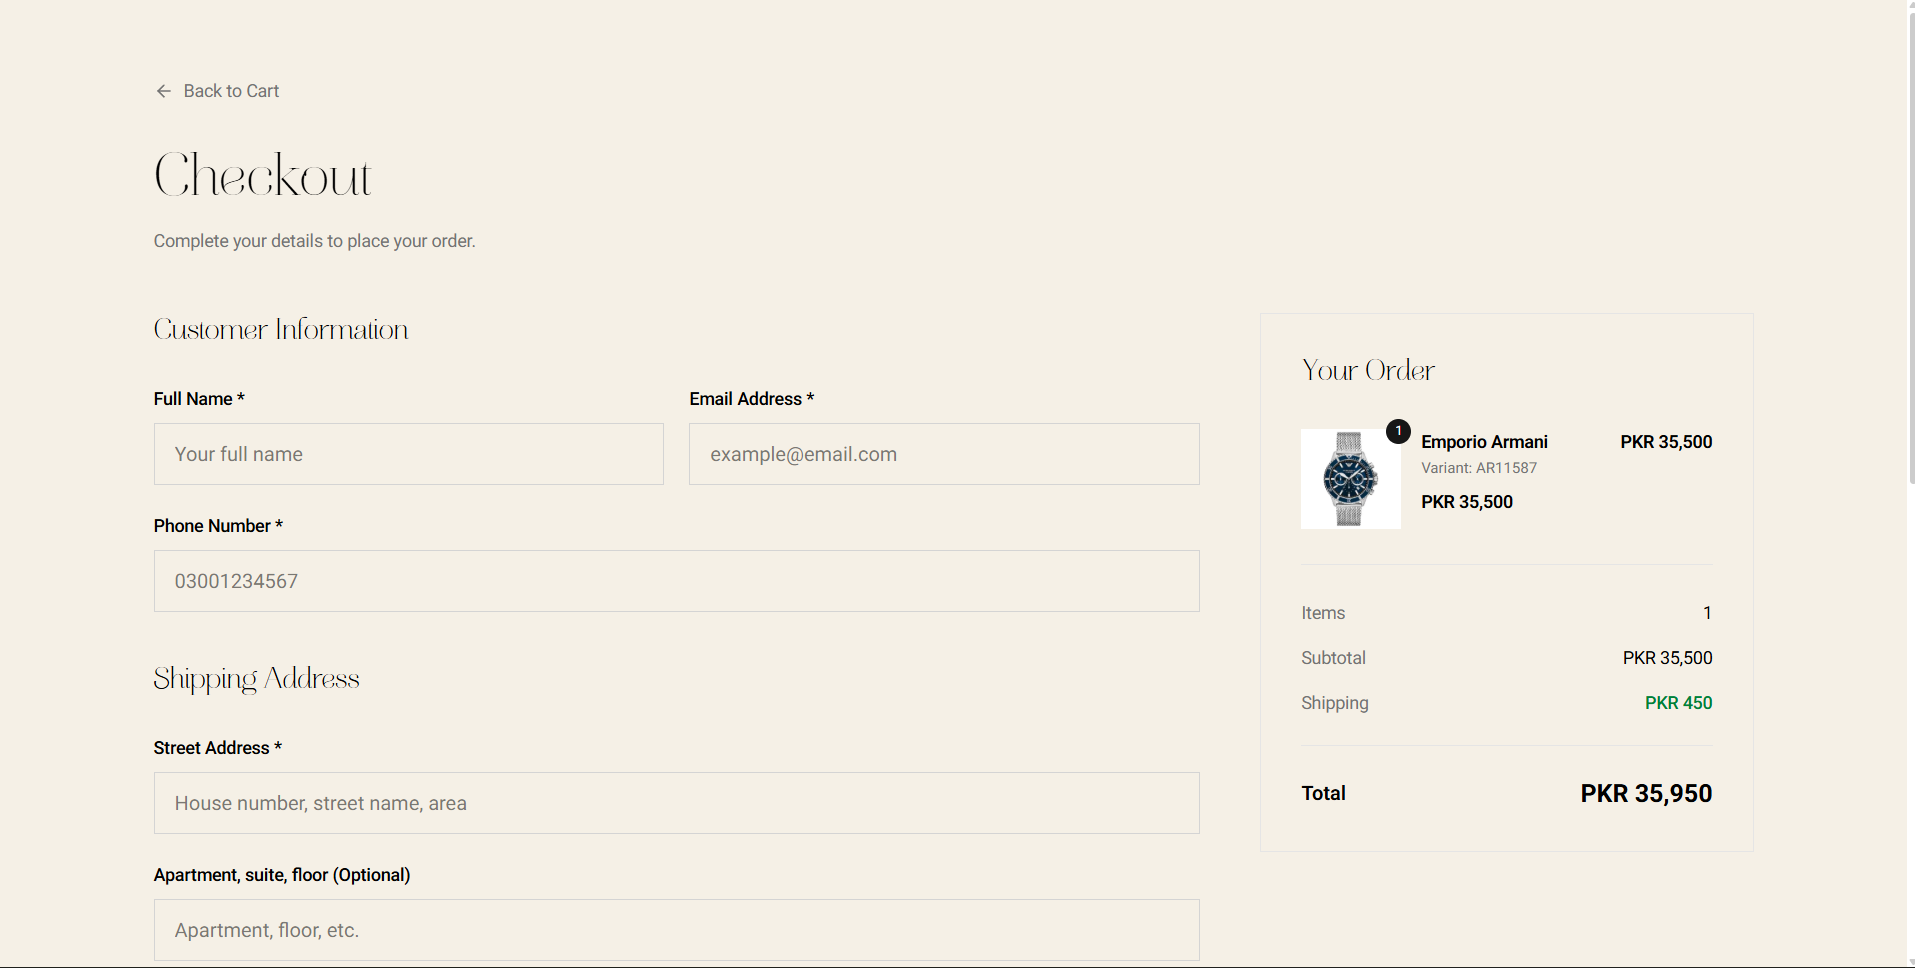 Back to Cart
Checkout
Complete your details to place your order.
Customer Information
Full Name *
Your full name
Email Address *
example@email.com
Phone Number *
03001234567
Shipping Address
Street Address *
House number, street name, area
Apartment, suite, floor (Optional)
Apartment, floor, etc.
Your Order
1
Emporio Armani
PKR 35,500
Variant: AR11587
PKR 35,500
Items 1
Subtotal PKR 35,500
Shipping PKR 450
Total PKR 35,950